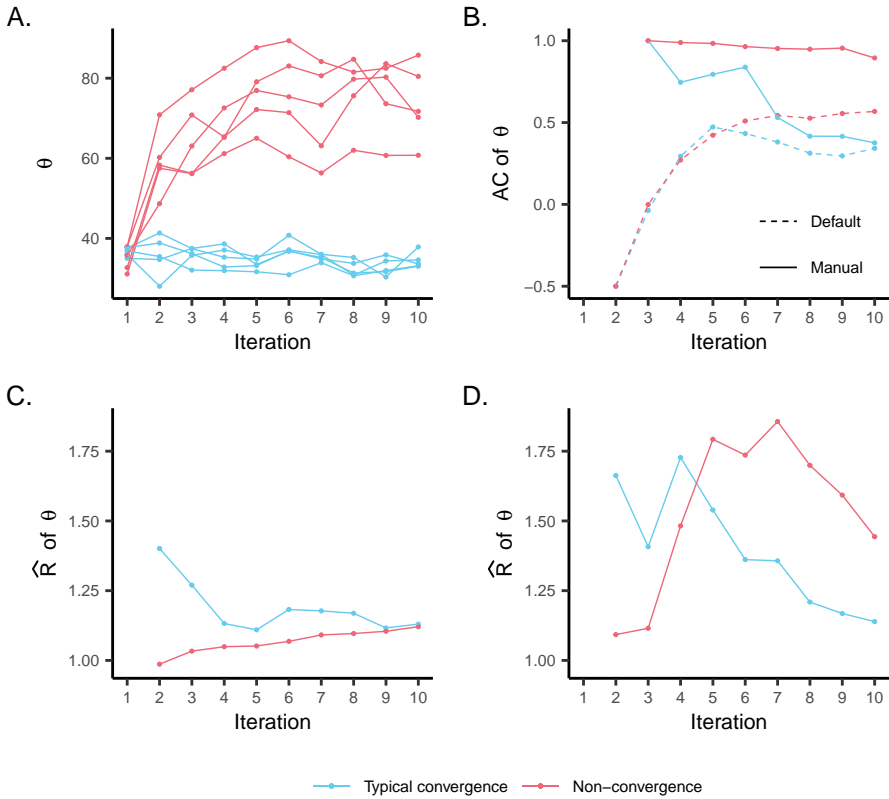 A.
θ
80
60
40
1 2 3 4 5 6 7 8 9 10
Iteration
B.
AC of θ
1.0
0.5
0.0
−0.5
Default
Manual
1 2 3 4 5 6 7 8 9 10
Iteration
C.
R̂ of θ
1.75
1.50
1.25
1.00
1 2 3 4 5 6 7 8 9 10
Iteration
D.
R̂ of θ
1.75
1.50
1.25
1.00
1 2 3 4 5 6 7 8 9 10
Iteration
Typical convergence
Non−convergence